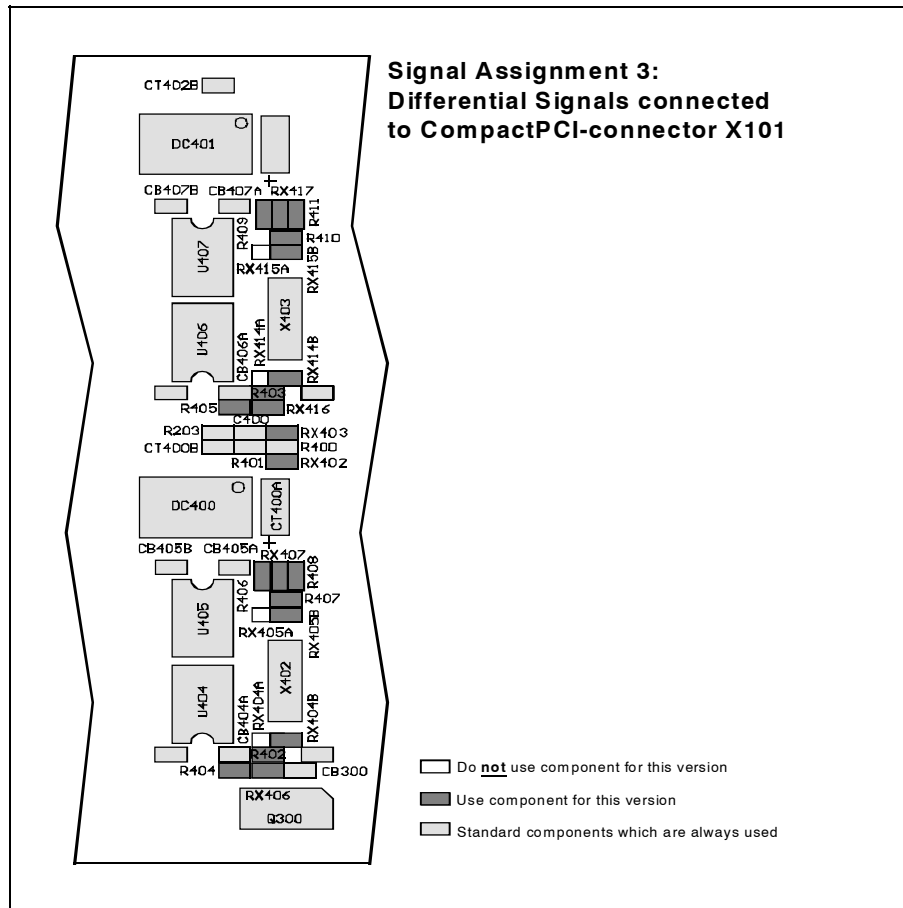 Signal Assignment 3:
Differential Signals connected
to CompactPCI-connector X101
CT402B
DC401
CB407B CB407A RX417
R411
R409
R410
U407
RX415A
RX415B
X403
U406
CB406A
RX414A
RX414B
R403
R405 RX416
C400
R203 RX403
CT400B R400
R401 RX402
DC400
CT400A
CB405B CB405A RX407
R408
R406
R407
U405
RX405A
RX405B
X402
U404
CB404A
RX404A
RX404B
R402
R404 CB300
RX406
Q300
Do not use component for this version
Use component for this version
Standard components which are always used